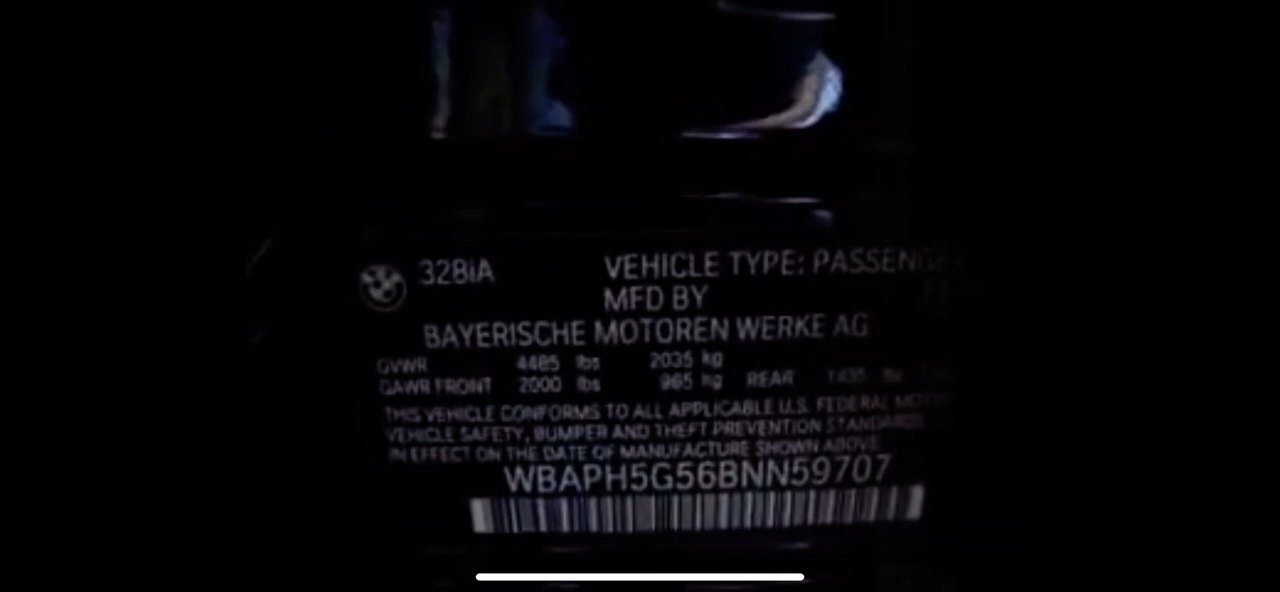 328iA VEHICLE TYPE: PASSENGER
MFD BY
BAYERISCHE MOTOREN WERKE AG
GVWR 4485 lbs 2035 kg
GAWR FRONT 2000 lbs 965 kg REAR
THIS VEHICLE CONFORMS TO ALL APPLICABLE U.S. FEDERAL MOTOR
VEHICLE SAFETY, BUMPER AND THEFT PREVENTION STANDARDS
IN EFFECT ON THE DATE OF MANUFACTURE SHOWN ABOVE
WBAPH5G56BNN59707